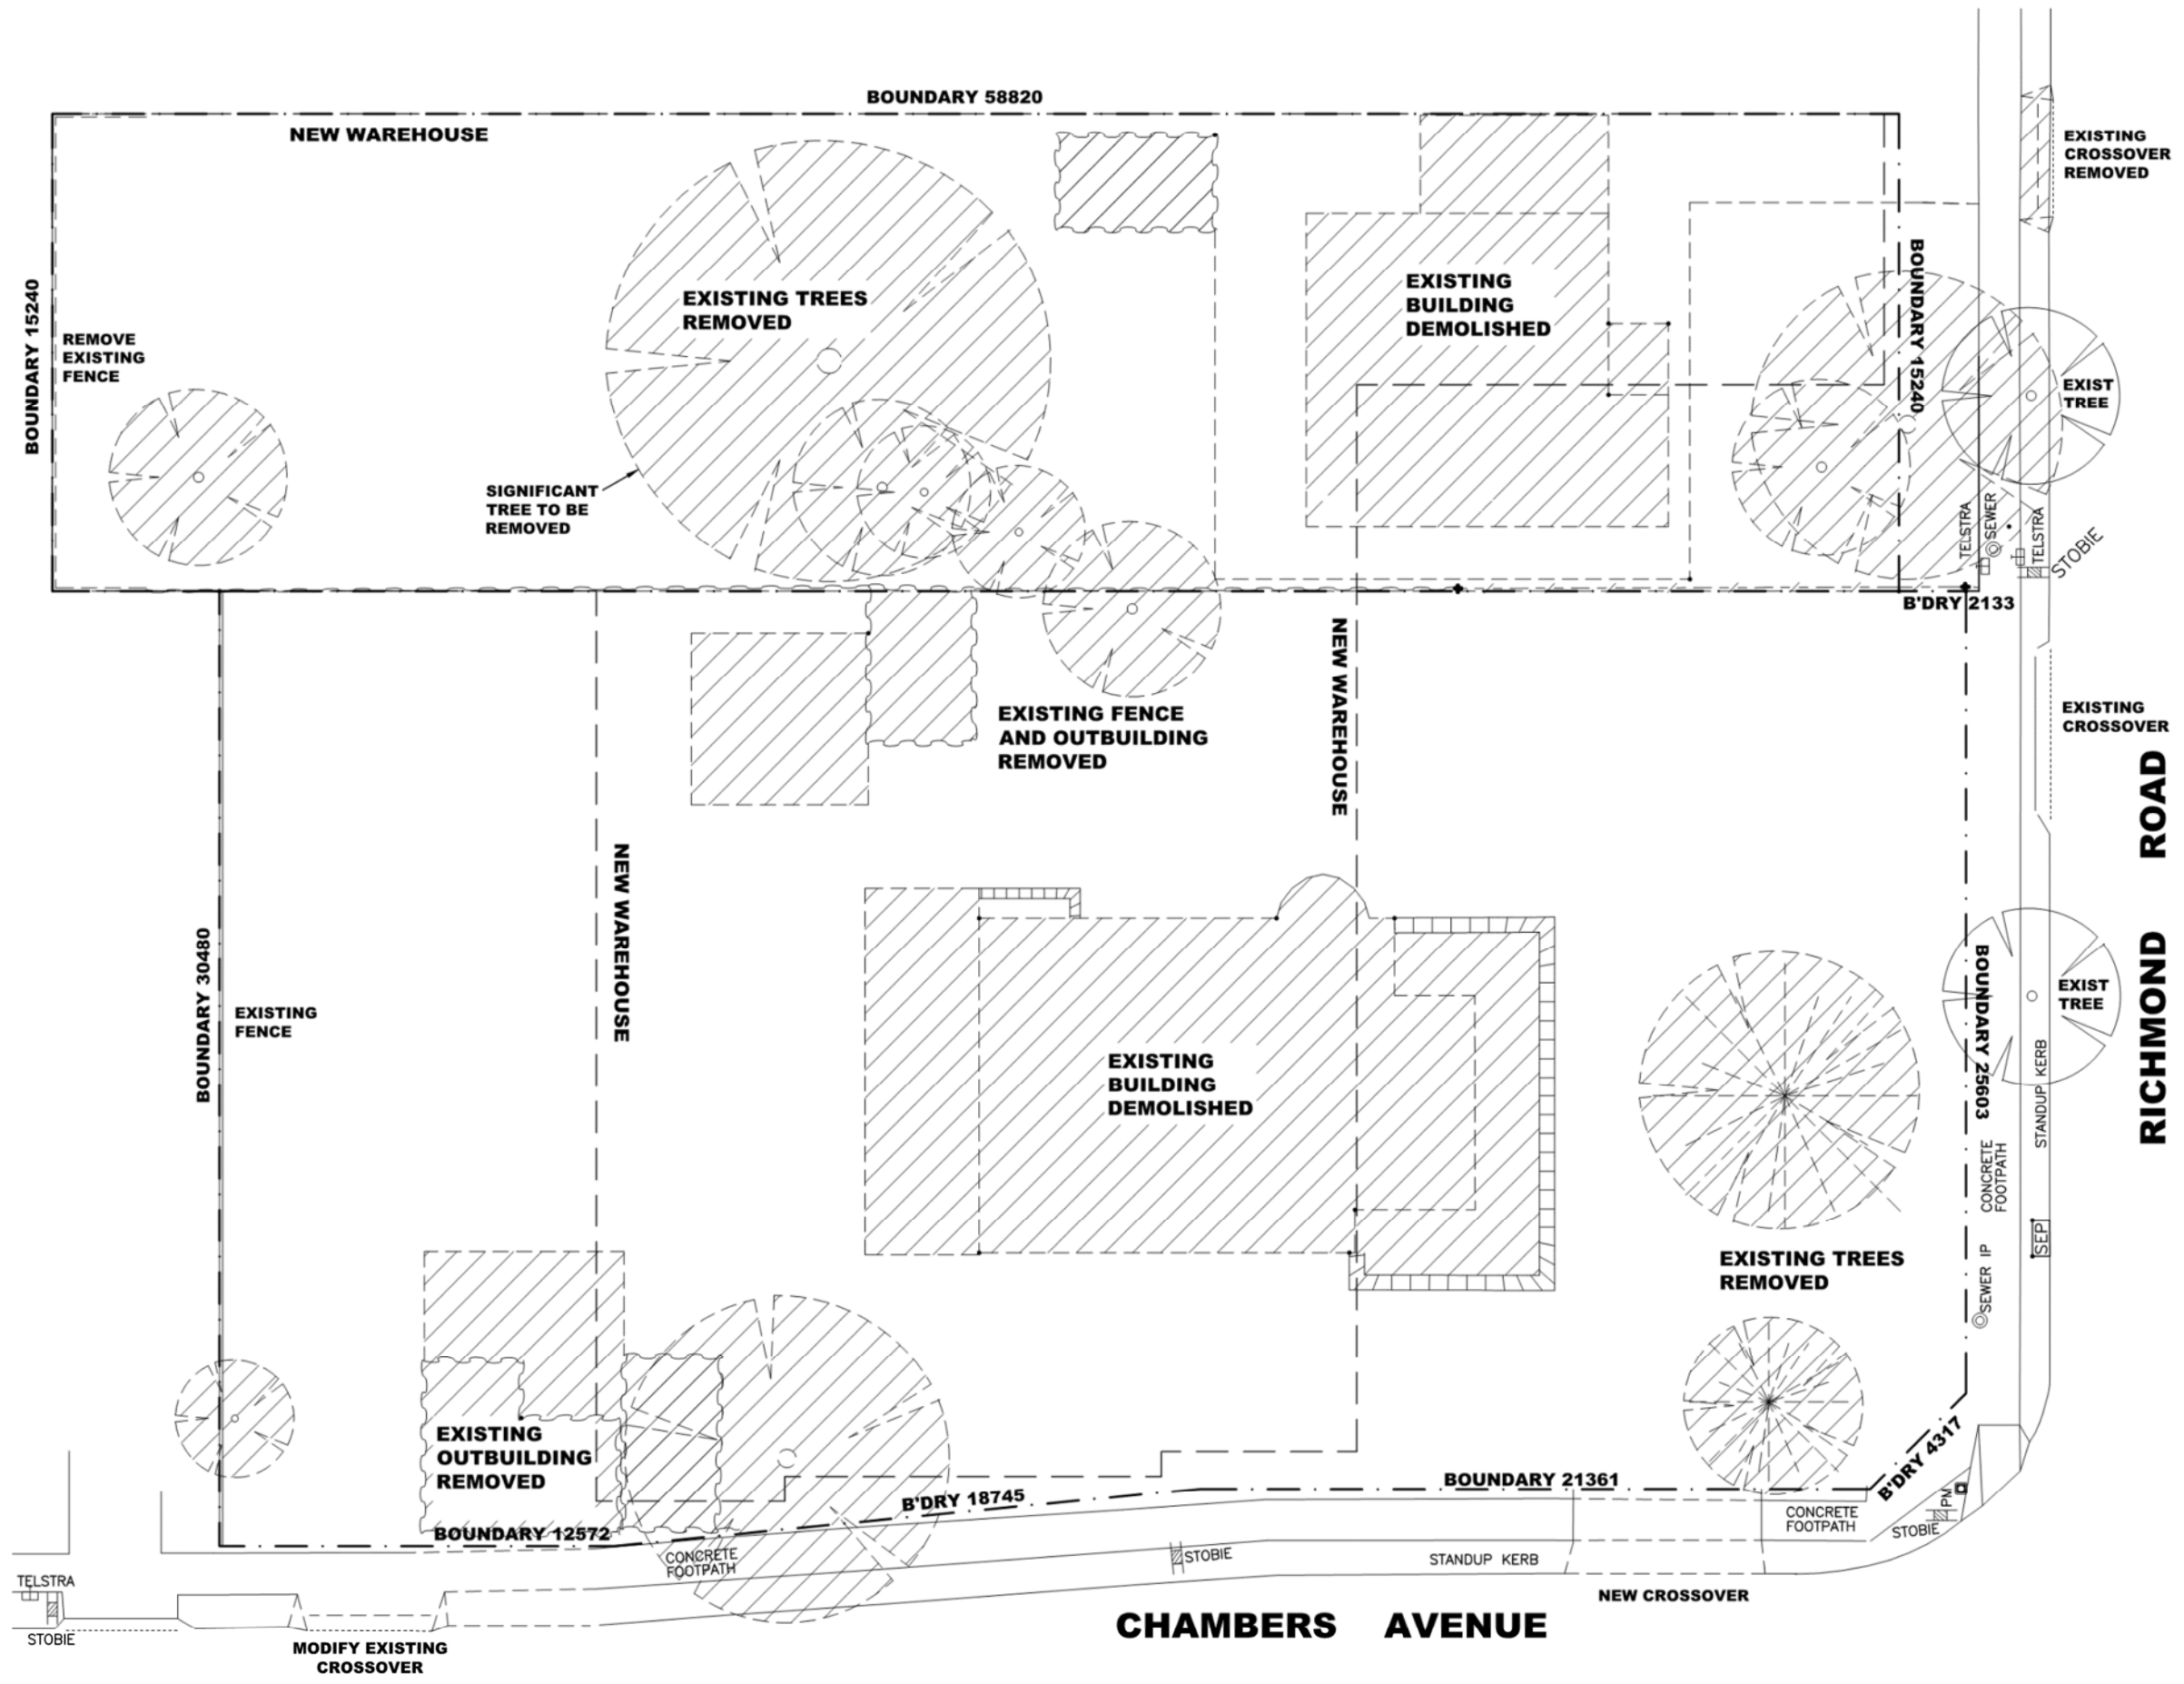 BOUNDARY 58820
NEW WAREHOUSE
EXISTING
CROSSOVER
REMOVED
BOUNDARY 15240
REMOVE
EXISTING
FENCE
EXISTING TREES
REMOVED
EXISTING
BUILDING
DEMOLISHED
BOUNDARY 15240
EXIST
TREE
SIGNIFICANT
TREE TO BE
REMOVED
TELSTRA
SEWER
TELSTRA
STOBIE
B'DRY 2133
NEW WAREHOUSE
EXISTING FENCE
AND OUTBUILDING
REMOVED
EXISTING
CROSSOVER
RICHMOND ROAD
NEW WAREHOUSE
BOUNDARY 30480
EXISTING
FENCE
EXISTING
BUILDING
DEMOLISHED
BOUNDARY 25603
EXIST
TREE
STANDUP KERB
CONCRETE
FOOTPATH
SEP
SEWER IP
EXISTING TREES
REMOVED
EXISTING
OUTBUILDING
REMOVED
BOUNDARY 12572
B'DRY 18745
BOUNDARY 21361
B'DRY 4317
CONCRETE
FOOTPATH
PM
STOBIE
CONCRETE
FOOTPATH
STOBIE
STANDUP KERB
NEW CROSSOVER
TELSTRA
STOBIE
MODIFY EXISTING
CROSSOVER
CHAMBERS AVENUE